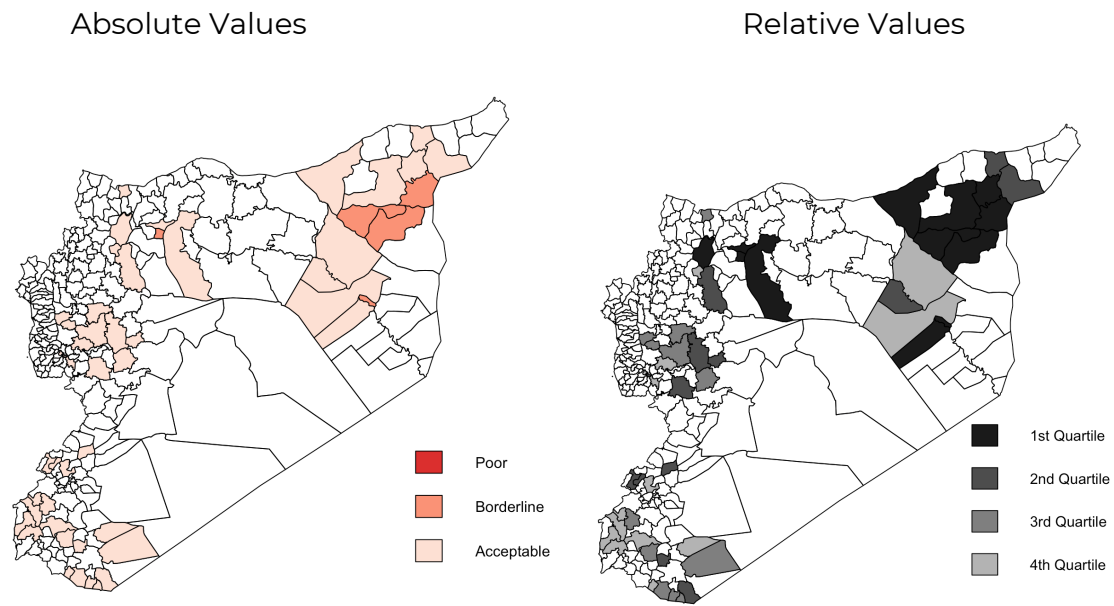 Absolute Values
Relative Values
Poor
Borderline
Acceptable
1st Quartile
2nd Quartile
3rd Quartile
4th Quartile